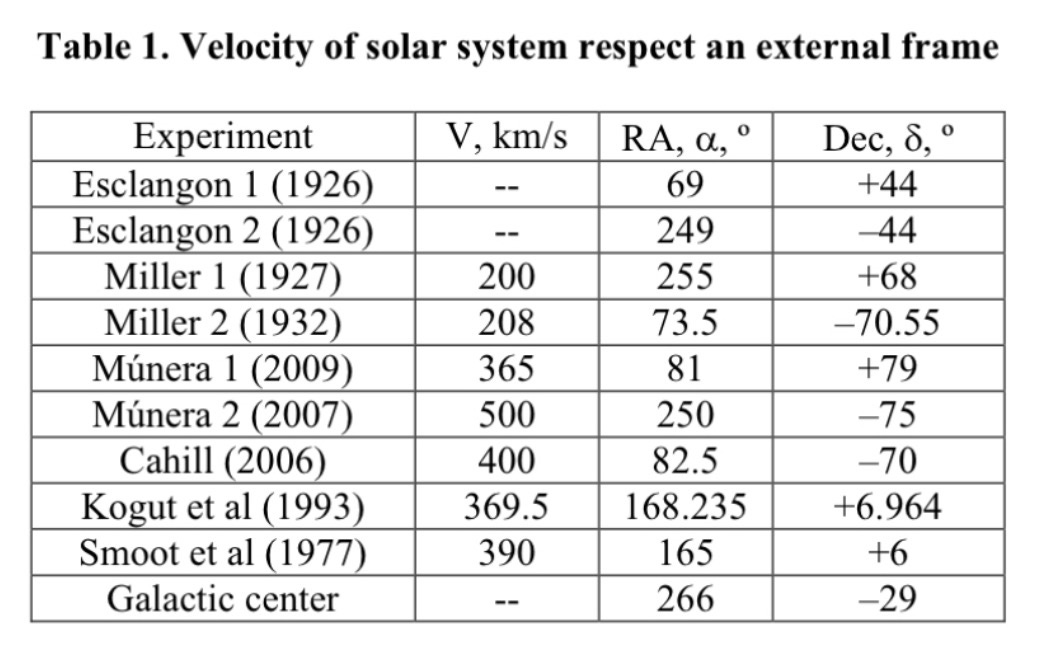 Table 1. Velocity of solar system respect an external frame
Experiment V, km/s RA, α, º Dec, δ, º
Esclangon 1 (1926) -- 69 +44
Esclangon 2 (1926) -- 249 –44
Miller 1 (1927) 200 255 +68
Miller 2 (1932) 208 73.5 –70.55
Múnera 1 (2009) 365 81 +79
Múnera 2 (2007) 500 250 –75
Cahill (2006) 400 82.5 –70
Kogut et al (1993) 369.5 168.235 +6.964
Smoot et al (1977) 390 165 +6
Galactic center -- 266 –29